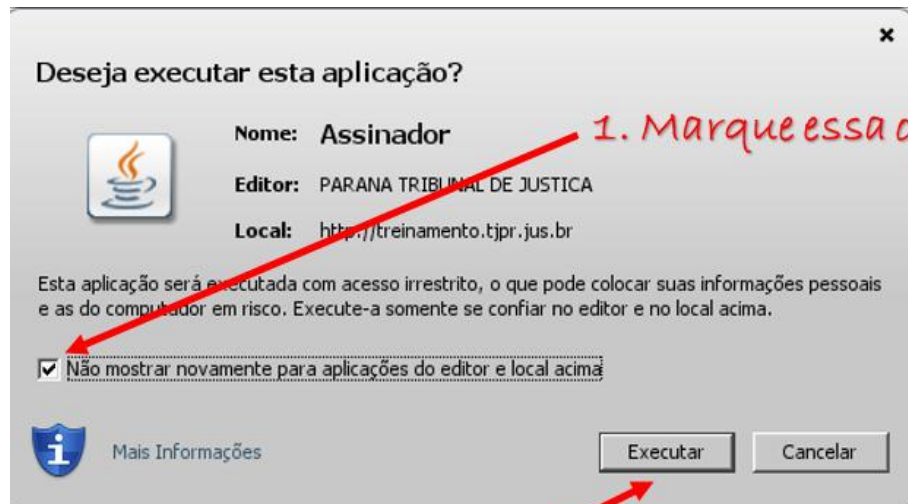 Deseja executar esta aplicação?
1. Marque essa
Nome: Assinador
Editor: PARANA TRIBUNAL DE JUSTICA
Local: http://treinamento.tjpr.jus.br
Esta aplicação será executada com acesso irrestrito, o que pode colocar suas informações pessoais
e as do computador em risco. Execute-a somente se confiar no editor e no local acima.
Não mostrar novamente para aplicações do editor e local acima
Mais Informações
Executar
Cancelar